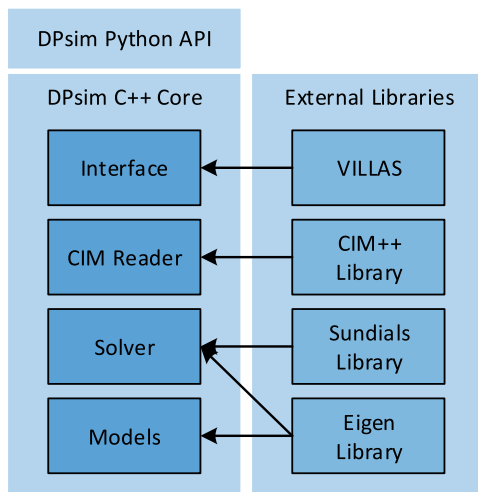 DPsim Python API
DPsim C++ Core
External Libraries
Interface
VILLAS
CIM Reader
CIM++
Library
Solver
Sundials
Library
Models
Eigen
Library